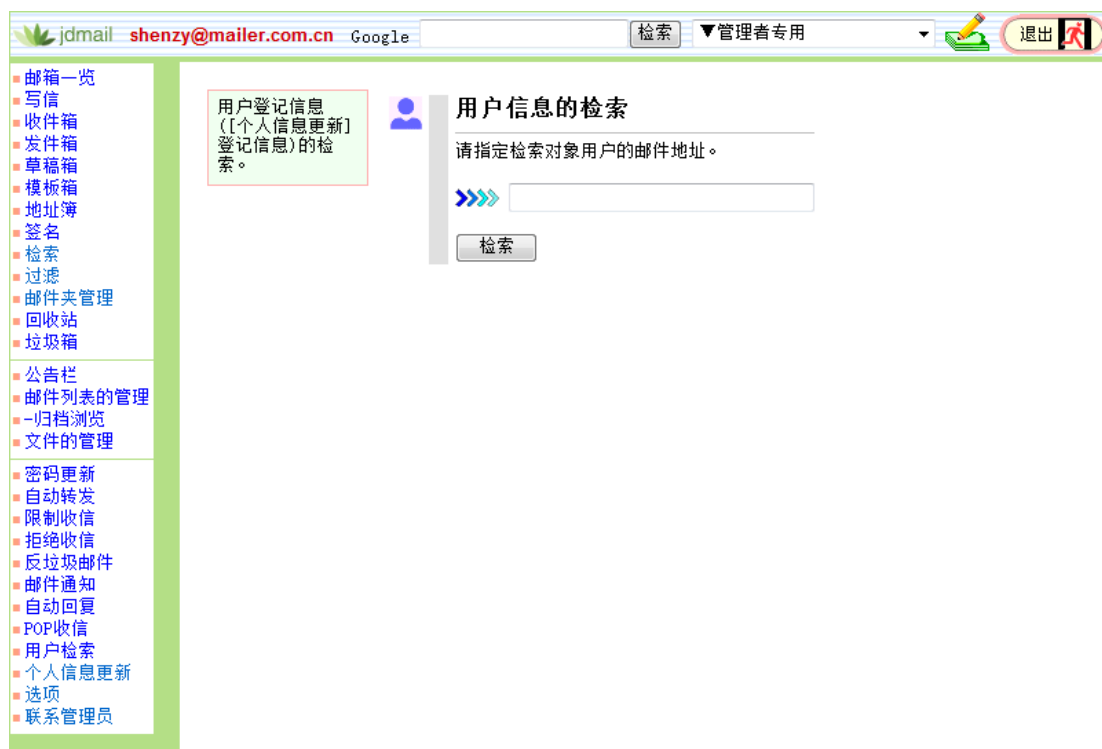 jdmail shenzy@mailer.com.cn Google 检索 ▼管理者专用 退出
邮箱一览
写信
收件箱
发件箱
草稿箱
模板箱
地址簿
签名
检索
过滤
邮件夹管理
回收站
垃圾箱
公告栏
邮件列表的管理
-归档浏览
文件的管理
密码更新
自动转发
限制收信
拒绝收信
反垃圾邮件
邮件通知
自动回复
POP收信
用户检索
个人信息更新
选项
联系管理员
用户登记信息
([个人信息更新]
登记信息)的检
索。
用户信息的检索
请指定检索对象用户的邮件地址。
检索